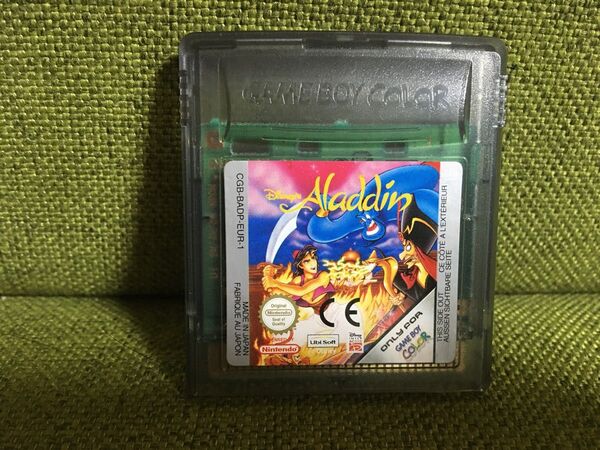 GAME BOY COLOR
Disney's
Aladdin
CGB-BADP-EUR-1
MADE IN JAPAN
FABRIQUÉ AU JAPON
Original
Nintendo
Seal of
Quality
Nintendo
CE
Ubi Soft
ONLY FOR
GAME BOY
COLOR
THIS SIDE OUT
CE CÔTÉ À L'EXTÉRIEUR
AUSSEN SICHTBARE SEITE